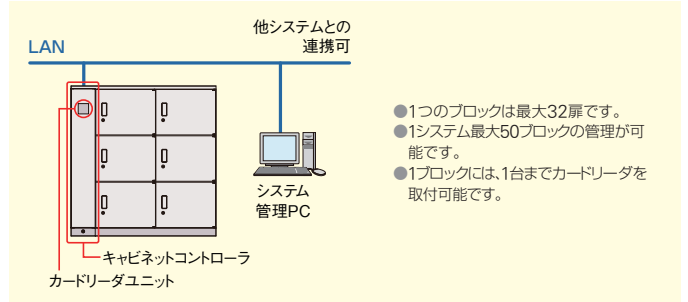 他システムとの
連携可
LAN
●1つのブロックは最大32扉です。
●1システム最大50ブロックの管理が可
能です。
●1ブロックには、1台までカードリーダを
取付可能です。
システム
管理PC
キャビネットコントローラ
カードリーダユニット